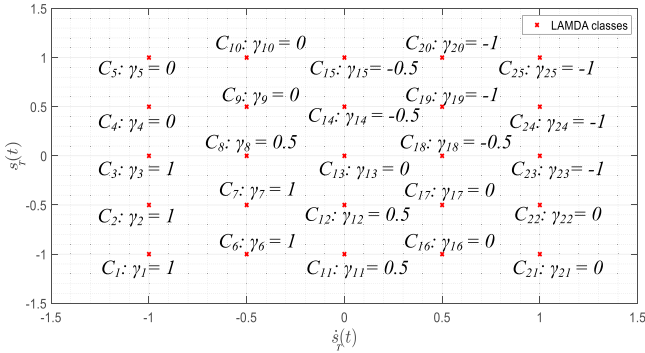 LAMDA classes
1.5
C10: γ10 = 0
C20: γ20= -1
1
C5: γ5 = 0
C15: γ15= -0.5
C25: γ25= -1
C9: γ9 = 0
C19: γ19= -1
0.5
C4: γ4 = 0
C14: γ14 = -0.5
C24: γ24 = -1
C8: γ8 = 0.5
C18: γ18 = -0.5
0
C3: γ3 = 1
C13: γ13 = 0
C23: γ23= -1
C7: γ7 = 1
C17: γ17= 0
-0.5
C2: γ2 = 1
C12: γ12 = 0.5
C22: γ22= 0
C6: γ6 = 1
C16: γ16 = 0
-1
C1: γ1= 1
C11: γ11= 0.5
C21: γ21 = 0
-1.5
-1.5 -1 -0.5 0 0.5 1 1.5
sr(t)
ṡr(t)